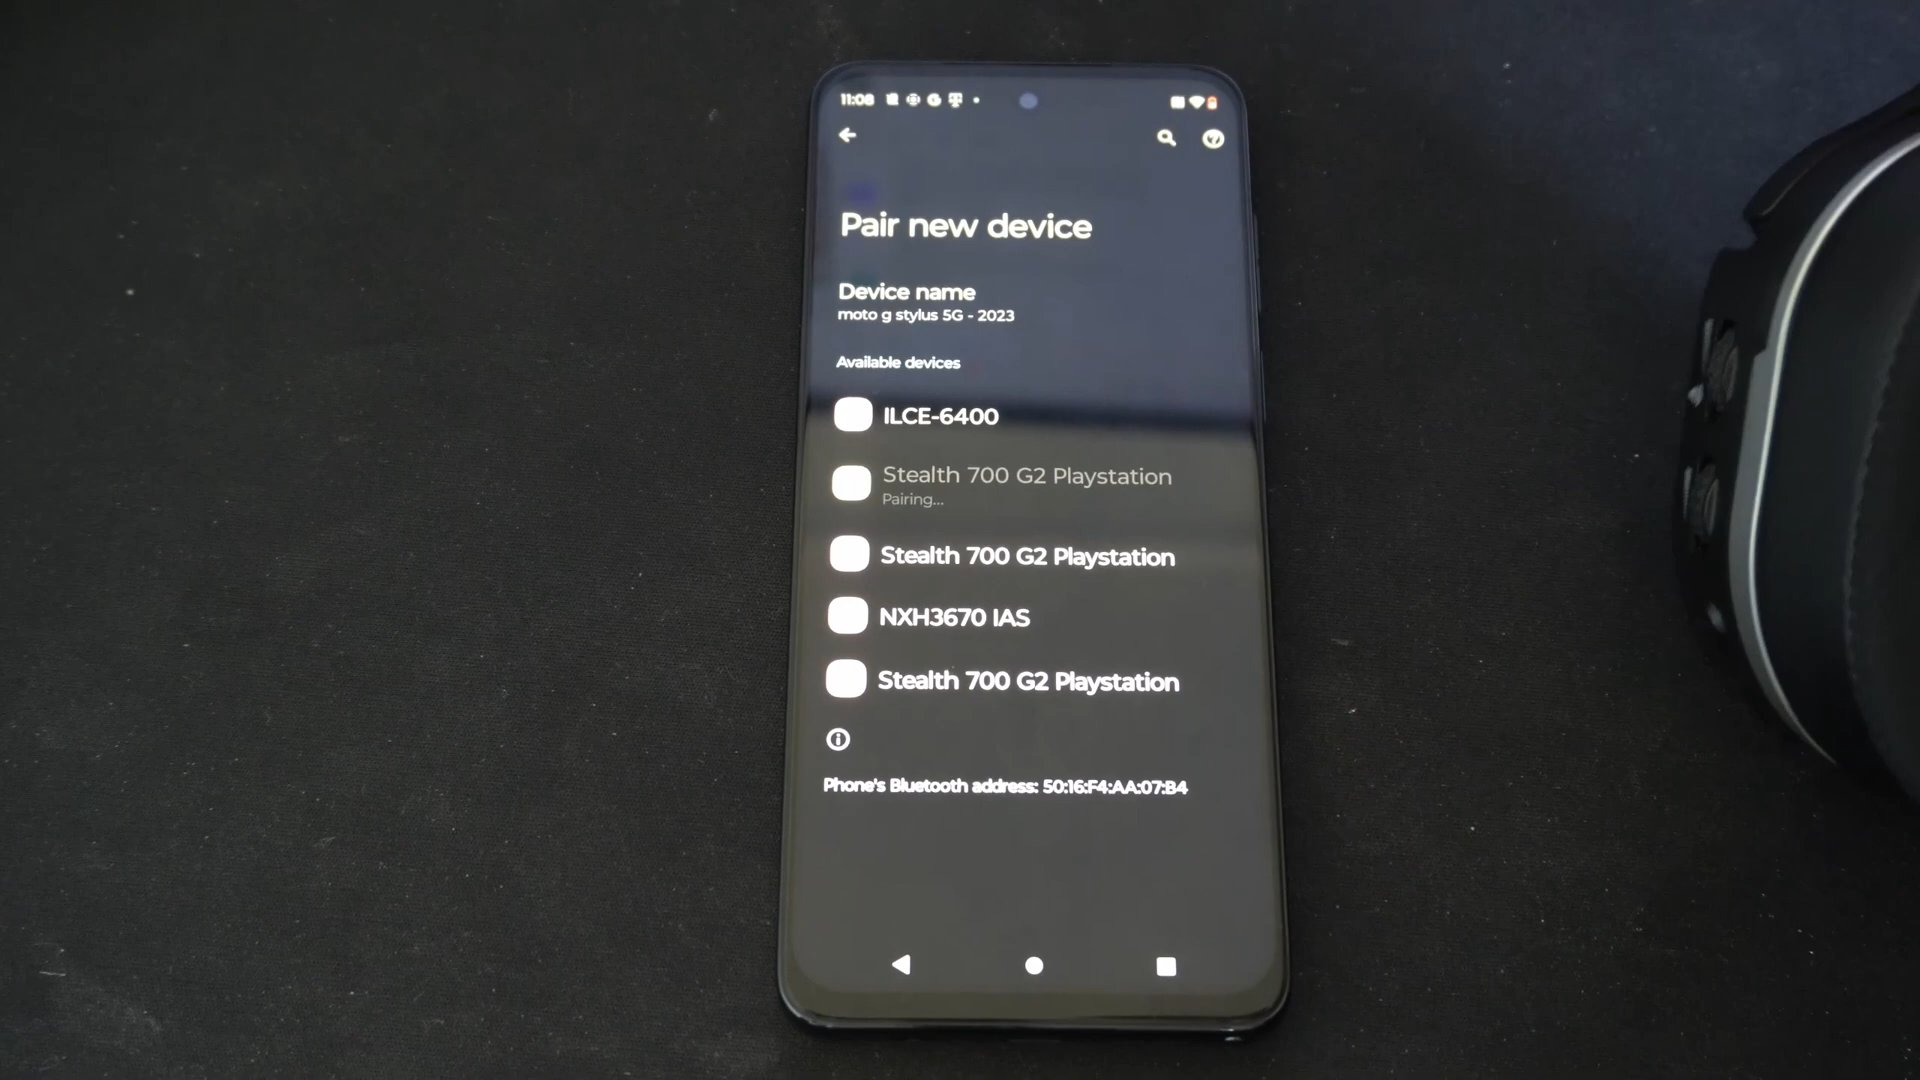 11:08
Pair new device
Device name
moto g stylus 5G - 2023
Available devices
ILCE-6400
Stealth 700 G2 Playstation
Pairing...
Stealth 700 G2 Playstation
NXH3670 IAS
Stealth 700 G2 Playstation
Phone's Bluetooth address: 50:16:F4:AA:07:B4